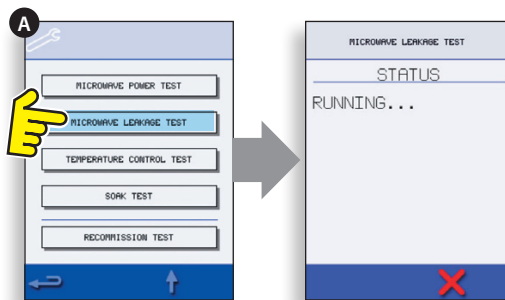 A
MICROWAVE POWER TEST
MICROWAVE LEAKAGE TEST
TEMPERATURE CONTROL TEST
SOAK TEST
RECOMMISSION TEST
MICROWAVE LEAKAGE TEST
STATUS
RUNNING...